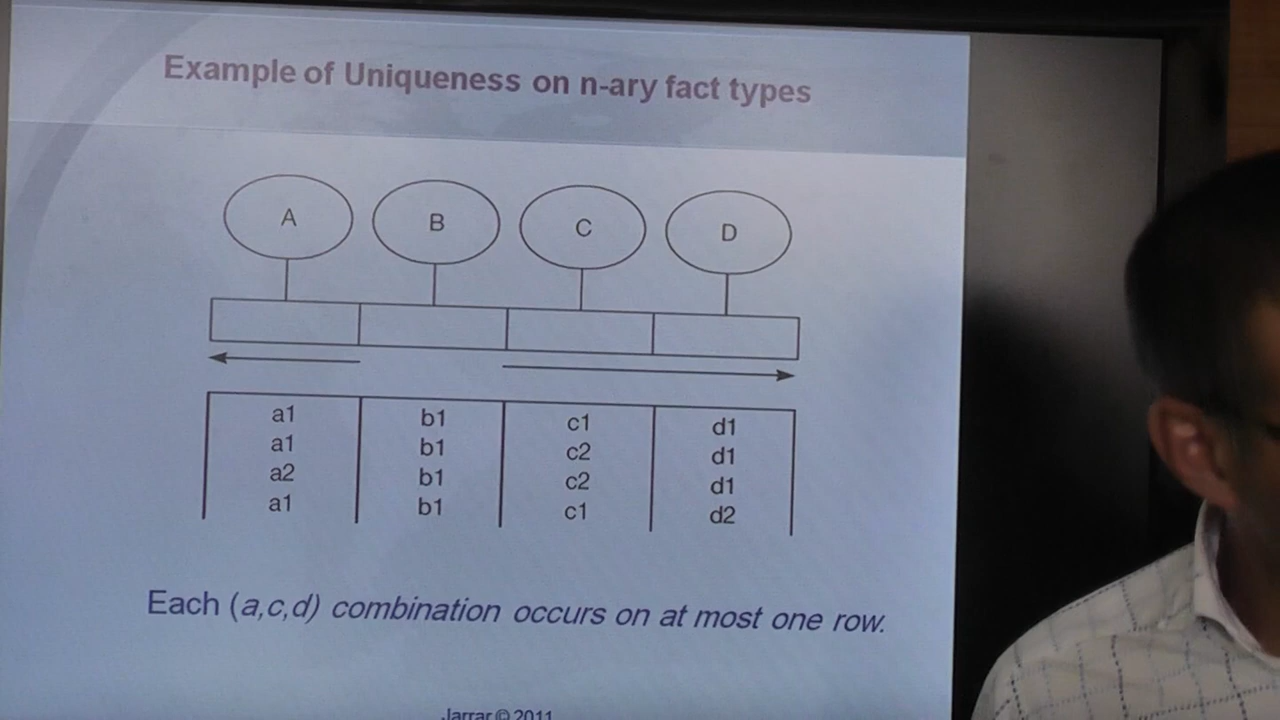 Example of Uniqueness on n-ary fact types
A B C D
a1 b1 c1 d1
a1 b1 c2 d1
a2 b1 c2 d1
a1 b1 c1 d2
Each (a,c,d) combination occurs on at most one row.
Jarrar © 2011